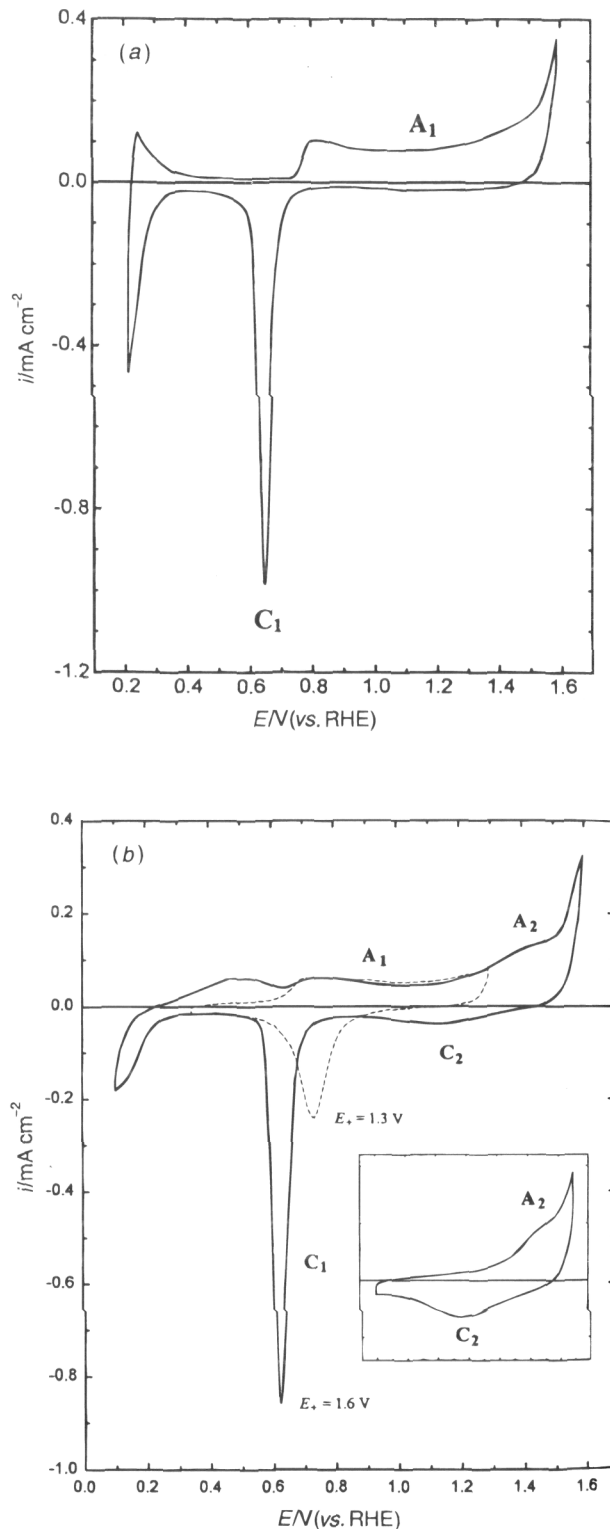 (a)
0.4
0.0
-0.4
-0.8
-1.2
i/mA cm⁻²
A₁
C₁
0.2 0.4 0.6 0.8 1.0 1.2 1.4 1.6
E/V (vs. RHE)
(b)
0.4
0.2
0.0
-0.2
-0.4
-0.6
-0.8
-1.0
i/mA cm⁻²
A₁
A₂
C₂
E₊ = 1.3 V
C₁
E₊ = 1.6 V
A₂
C₂
0.0 0.2 0.4 0.6 0.8 1.0 1.2 1.4 1.6
E/V (vs. RHE)